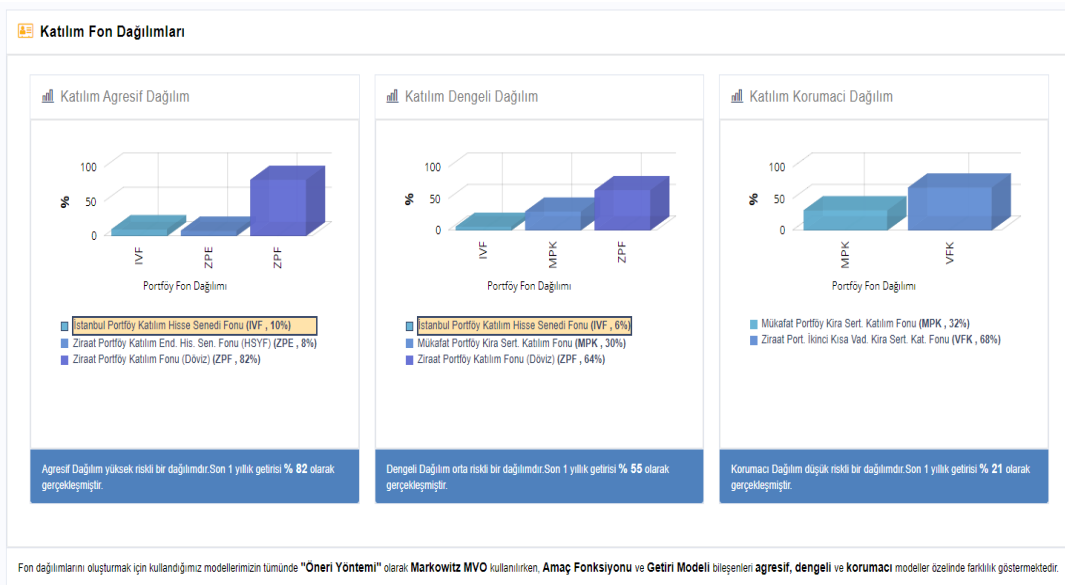 Katılım Fon Dağılımları
Katılım Agresif Dağılım
100
50
0
%
IVF
ZPE
ZPF
Portföy Fon Dağılımı
İstanbul Portföy Katılım Hisse Senedi Fonu (IVF , 10%)
Ziraat Portföy Katılım End. His. Sen. Fonu (HSYF) (ZPE , 8%)
Ziraat Portföy Katılım Fonu (Döviz) (ZPF , 82%)
Agresif Dağılım yüksek riskli bir dağılımdır.Son 1 yıllık getirisi % 82 olarak
gerçekleşmiştir.
Katılım Dengeli Dağılım
100
50
0
%
IVF
MPK
ZPF
Portföy Fon Dağılımı
İstanbul Portföy Katılım Hisse Senedi Fonu (IVF , 6%)
Mükafat Portföy Kira Sert. Katılım Fonu (MPK , 30%)
Ziraat Portföy Katılım Fonu (Döviz) (ZPF , 64%)
Dengeli Dağılım orta riskli bir dağılımdır.Son 1 yıllık getirisi % 55 olarak
gerçekleşmiştir.
Katılım Korumaci Dağılım
100
50
0
%
MPK
VFK
Portföy Fon Dağılımı
Mükafat Portföy Kira Sert. Katılım Fonu (MPK , 32%)
Ziraat Port. İkinci Kısa Vad. Kira Sert. Kat. Fonu (VFK , 68%)
Korumacı Dağılım düşük riskli bir dağılımdır.Son 1 yıllık getirisi % 21 olarak
gerçekleşmiştir.
Fon dağılımlarını oluşturmak için kullandığımız modellerimizin tümünde "Öneri Yöntemi" olarak Markowitz MVO kullanılırken, Amaç Fonksiyonu ve Getiri Modeli bileşenleri agresif, dengeli ve korumacı modeller özelinde farklılık göstermektedir.